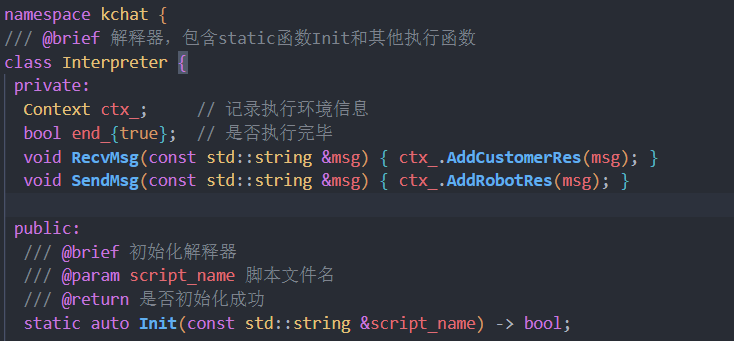 namespace kchat {
/// @brief 解释器，包含static函数Init和其他执行函数
class Interpreter {
 private:
  Context ctx_;     // 记录执行环境信息
  bool end_{true};  // 是否执行完毕
  void RecvMsg(const std::string &msg) { ctx_.AddCustomerRes(msg); }
  void SendMsg(const std::string &msg) { ctx_.AddRobotRes(msg); }
 public:
  /// @brief 初始化解释器
  /// @param script_name 脚本文件名
  /// @return 是否初始化成功
  static auto Init(const std::string &script_name) -> bool;